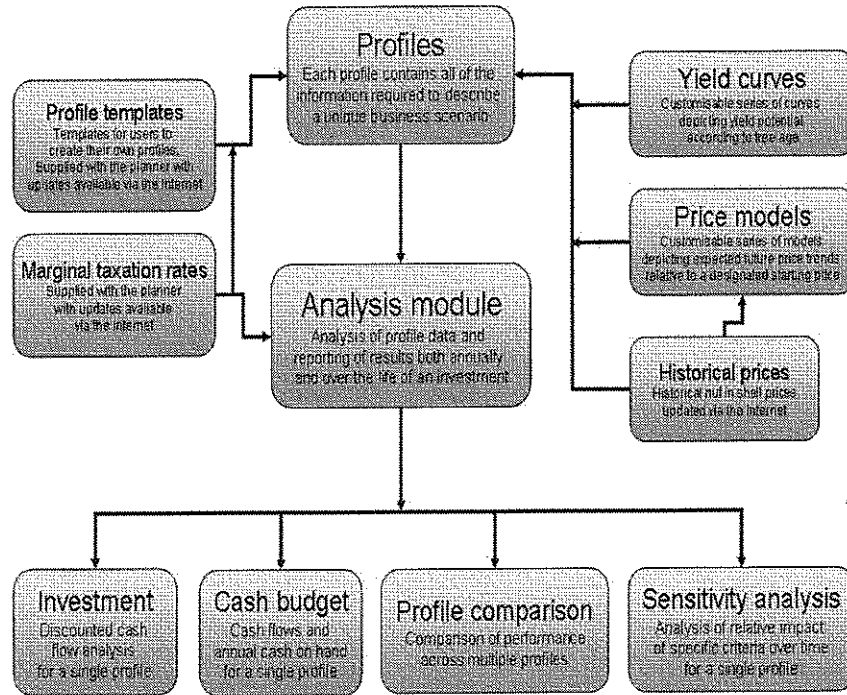 Profiles
Each profile contains all of the
information required to describe
a unique business scenario
Profile templates
Templates for users to
create their own profiles.
Supplied with the planner with
updates available via the Internet
Yield curves
Customisable series of curves
depicting yield potential
according to tree age
Price models
Customisable series of models
depicting expected future price trends
relative to a designated starting price
Marginal taxation rates
Supplied with the planner
with updates available
via the Internet
Analysis module
Analysis of profile data and
reporting of results both annually
and over the life of an investment
Historical prices
Historical nut in shell prices
updated via the Internet
Investment
Discounted cash
flow analysis
for a single profile
Cash budget
Cash flows and
annual cash on hand
for a single profile
Profile comparison
Comparison of performance
across multiple profiles
Sensitivity analysis
Analysis of relative impact
of specific criteria over time
for a single profile